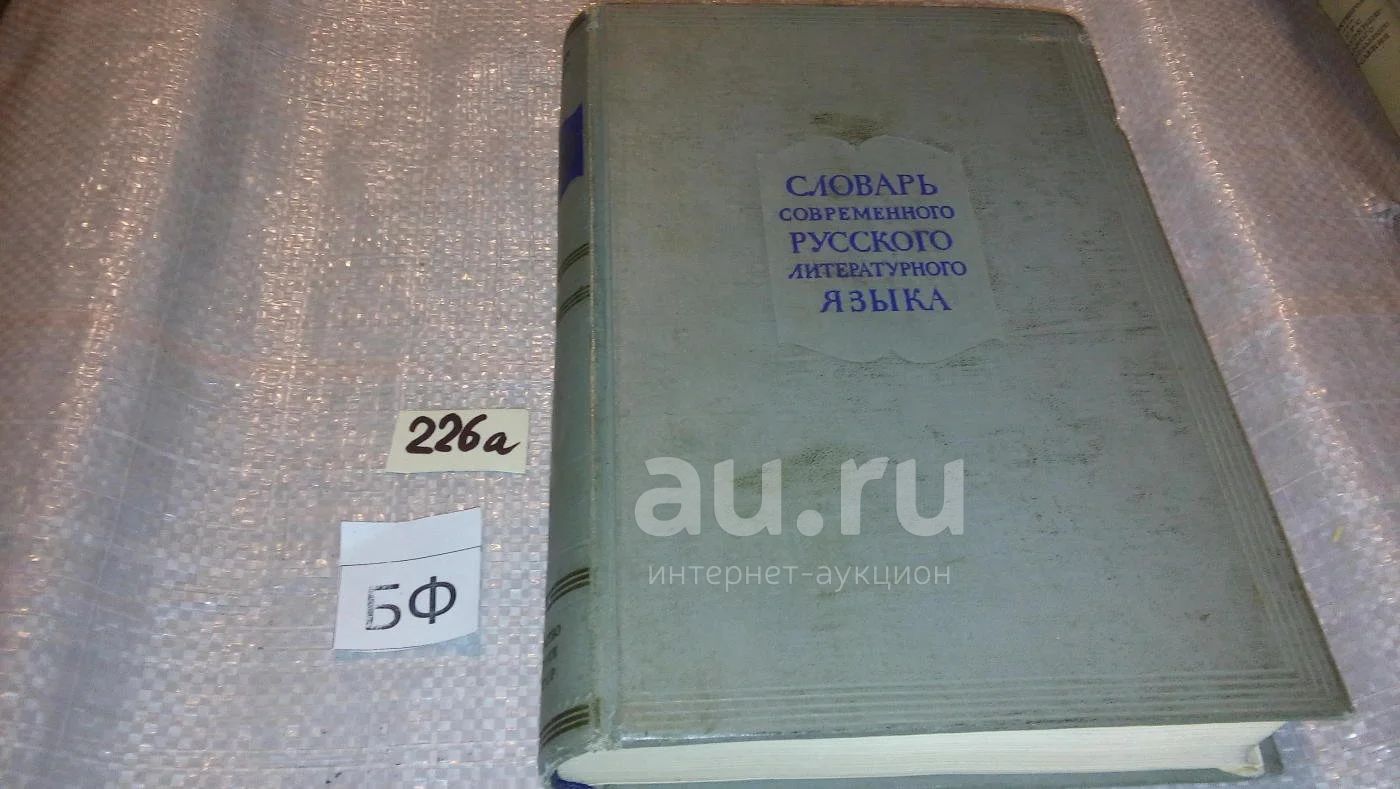 СЛОВАРЬ
СОВРЕМЕННОГО
РУССКОГО
ЛИТЕРАТУРНОГО
ЯЗЫКА
226а
БФ
au.ru
интернет-аукцион